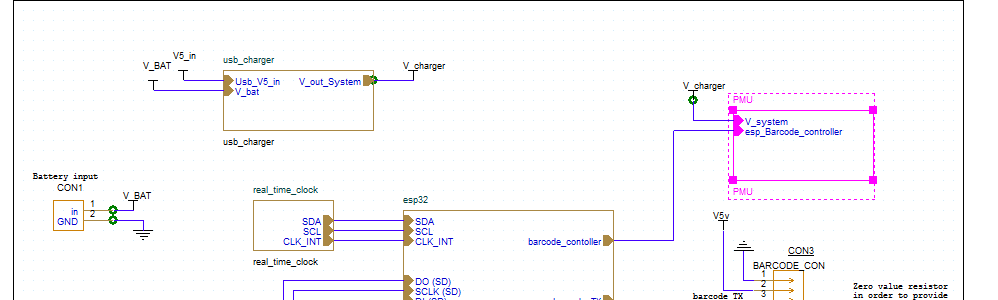 usb_charger
V_BAT
V5_in
V_charger
Usb_V5_in
V_out_System
V_bat
usb_charger
V_charger
PMU
V_system
esp_Barcode_controller
PMU
Battery input
CON1
V_BAT
1
in
2
GND
real_time_clock
SDA
SCL
CLK_INT
real_time_clock
esp32
SDA
SCL
CLK_INT
barcode_contoller
DO (SD)
SCLK (SD)
V5v
CON3
BARCODE_CON
1
2
3
barcode TX
Zero value resistor
in order to provide